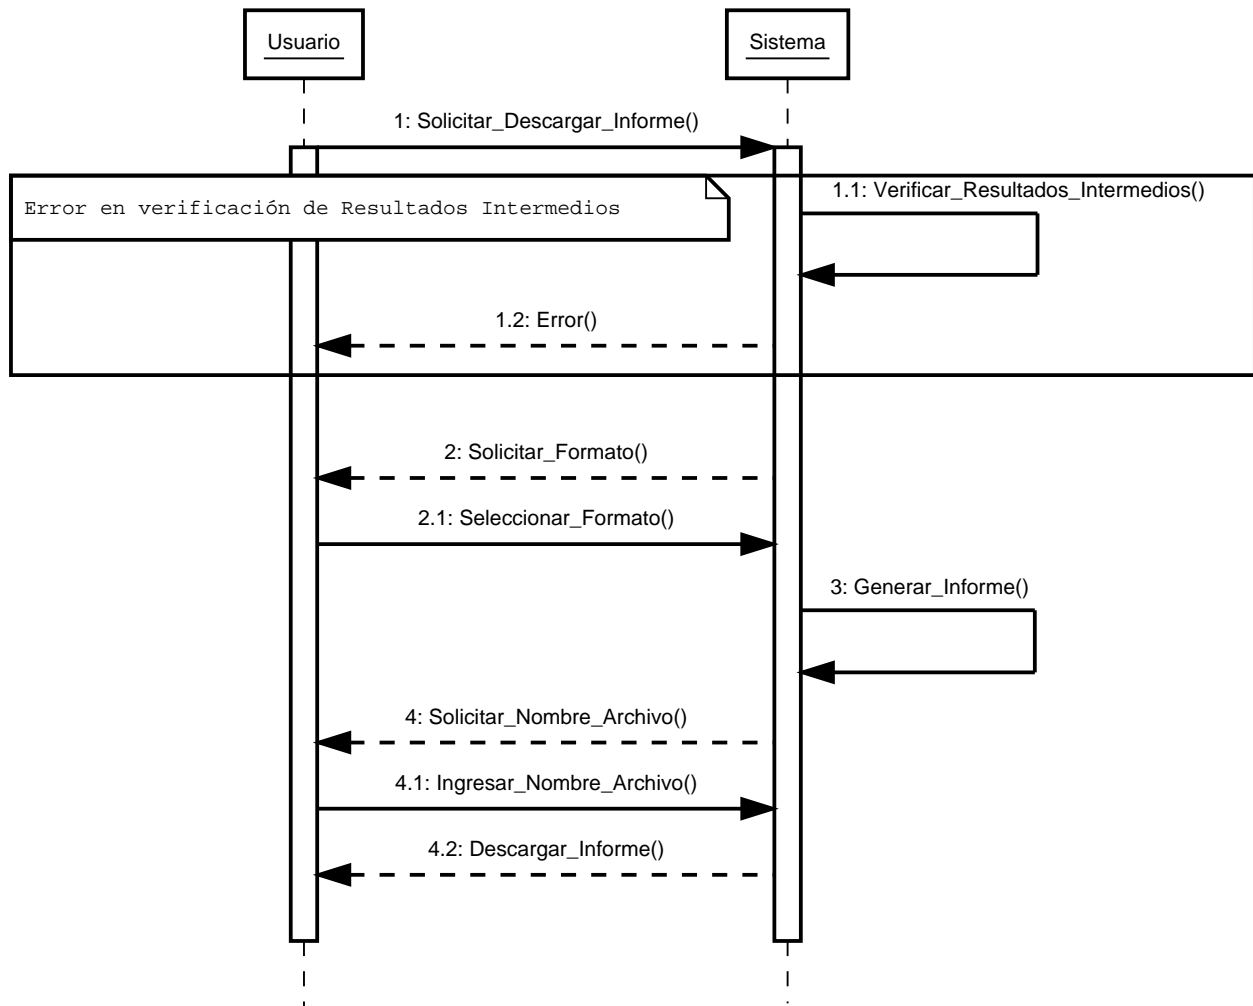 Usuario
Sistema
1: Solicitar_Descargar_Informe()
Error en verificación de Resultados Intermedios
1.1: Verificar_Resultados_Intermedios()
1.2: Error()
2: Solicitar_Formato()
2.1: Seleccionar_Formato()
3: Generar_Informe()
4: Solicitar_Nombre_Archivo()
4.1: Ingresar_Nombre_Archivo()
4.2: Descargar_Informe()